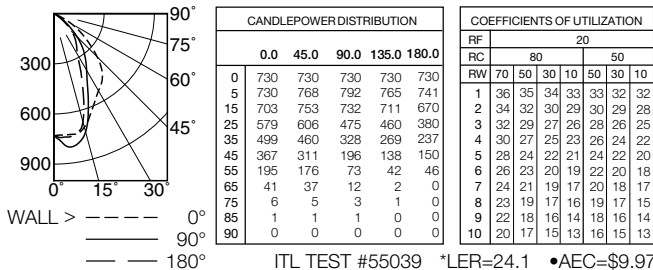 90°
75°
60°
45°
300
600
900
0° 15° 30°
WALL > 0°
90°
180°
CANDLEPOWER DISTRIBUTION
0.0 45.0 90.0 135.0 180.0
0 730 730 730 730 730
5 730 768 792 765 741
15 703 753 732 711 670
25 579 606 475 460 380
35 499 460 328 269 237
45 367 311 196 138 150
55 195 176 73 42 46
65 41 37 12 2 0
75 6 5 3 1 0
85 1 1 1 0 0
90 0 0 0 0 0
COEFFICIENTS OF UTILIZATION
RF 20
RC 80 50
RW 70 50 30 10 50 30 10
1 36 35 34 33 33 32 32
2 34 32 30 29 30 29 28
3 32 29 27 26 28 26 25
4 30 27 25 23 26 24 22
5 28 24 22 21 24 22 20
6 26 23 20 19 22 20 18
7 24 21 19 17 20 18 17
8 23 19 17 16 19 17 15
9 22 18 16 14 18 16 14
10 20 17 15 13 16 15 13
ITL TEST #55039 *LER=24.1 •AEC=$9.97